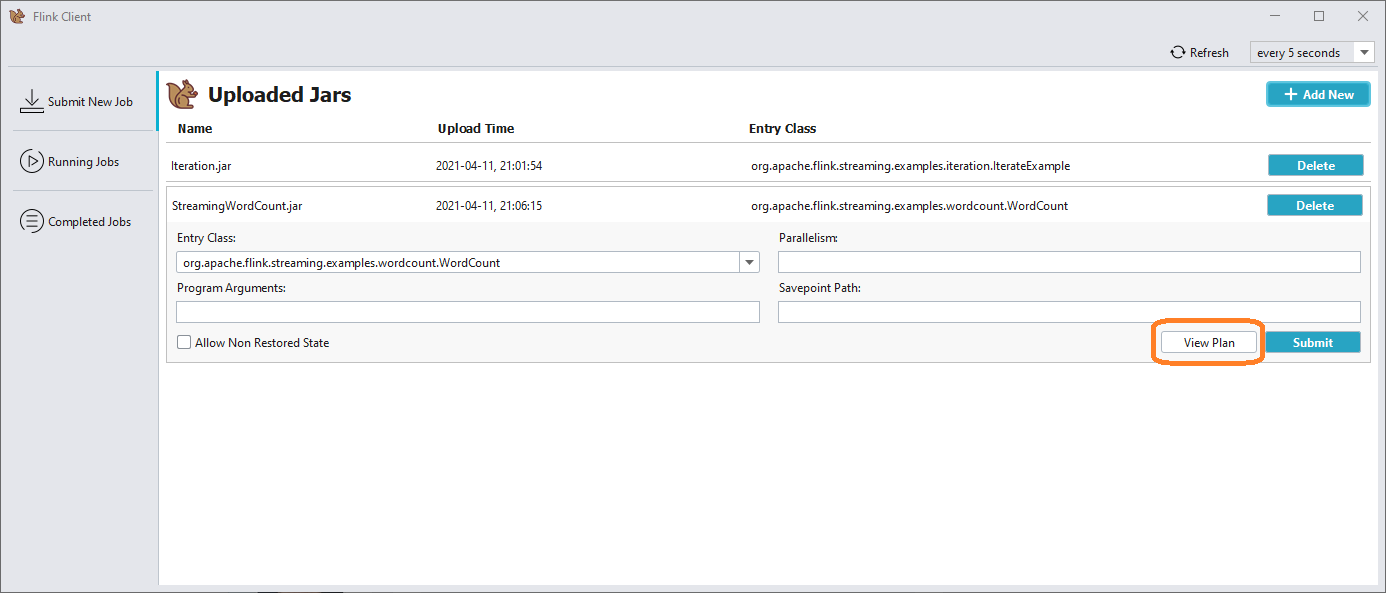 Flink Client
Refresh every 5 seconds
Submit New Job
Running Jobs
Completed Jobs
Uploaded Jars
+ Add New
Name Upload Time Entry Class
Iteration.jar 2021-04-11, 21:01:54 org.apache.flink.streaming.examples.iteration.IterateExample Delete
StreamingWordCount.jar 2021-04-11, 21:06:15 org.apache.flink.streaming.examples.wordcount.WordCount Delete
Entry Class: Parallelism:
org.apache.flink.streaming.examples.wordcount.WordCount
Program Arguments: Savepoint Path:
Allow Non Restored State View Plan Submit